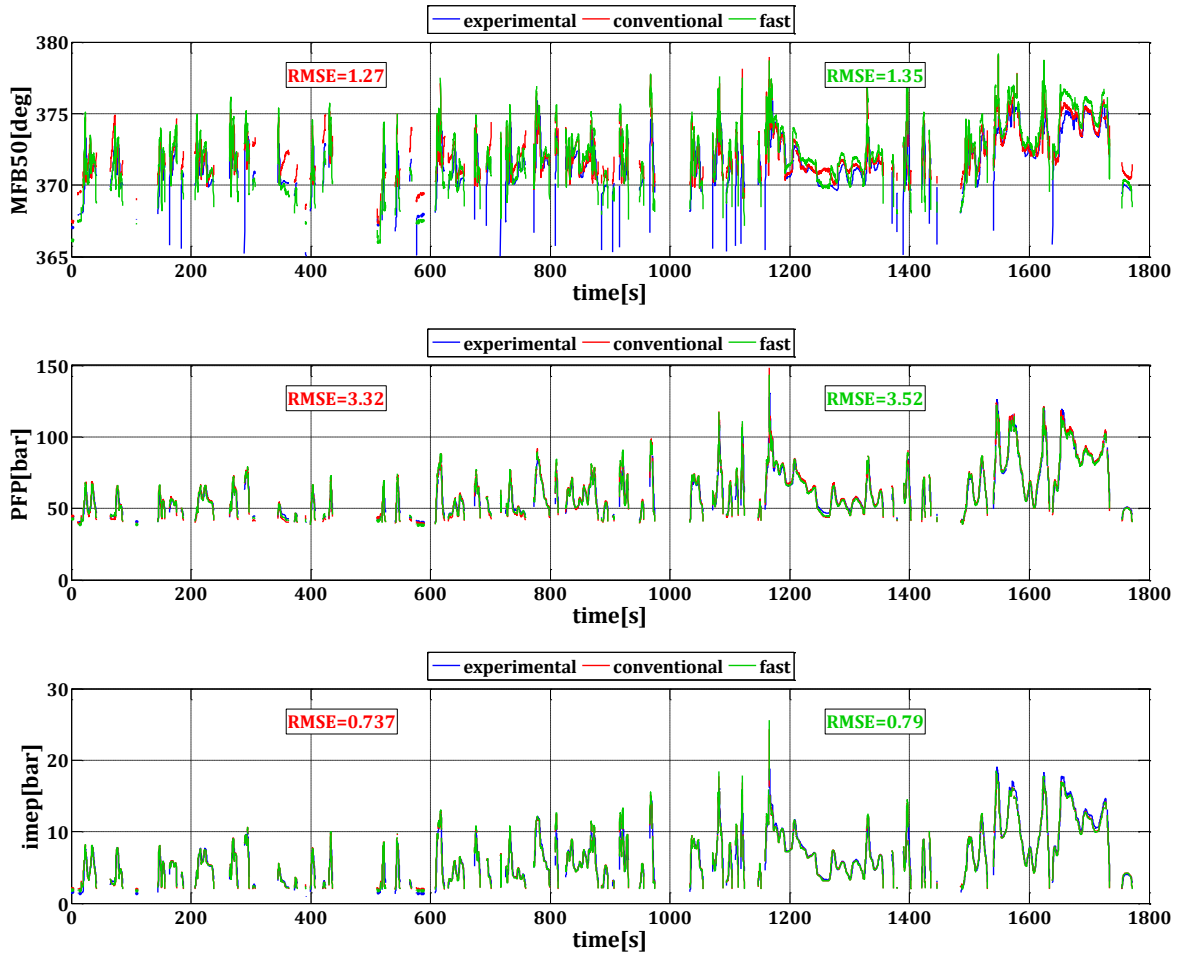 experimental conventional fast
380
RMSE=1.27 RMSE=1.35
375
MFB50[deg]
370
365
0 200 400 600 800 1000 1200 1400 1600 1800
time[s]
experimental conventional fast
150
RMSE=3.32 RMSE=3.52
100
PFP[bar]
50
0
0 200 400 600 800 1000 1200 1400 1600 1800
time[s]
experimental conventional fast
30
RMSE=0.737 RMSE=0.79
20
imep[bar]
10
0
0 200 400 600 800 1000 1200 1400 1600 1800
time[s]